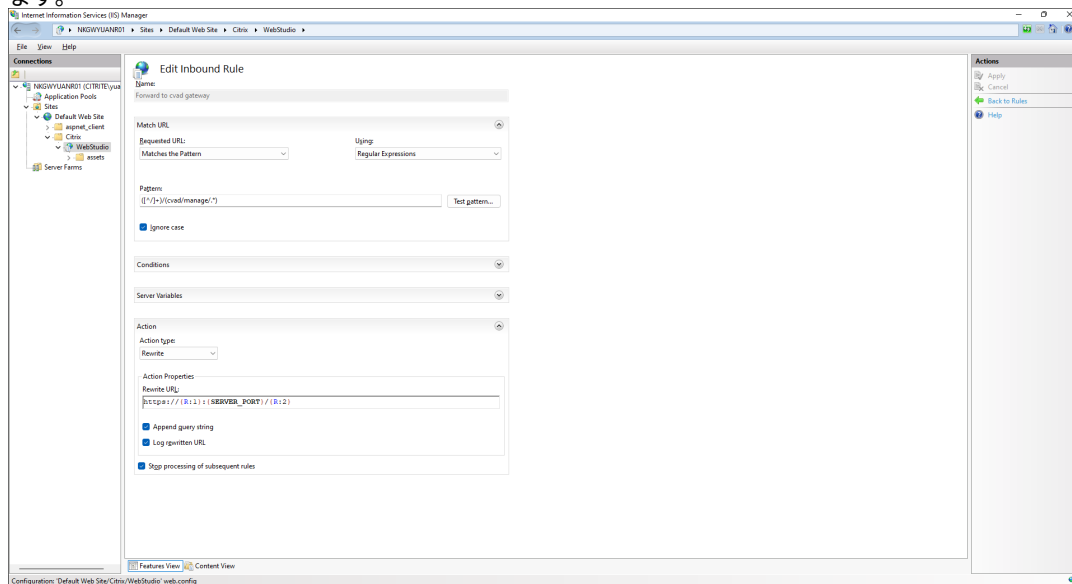 ます。
Internet Information Services (IIS) Manager
NKGWYUANR01 ▸ Sites ▸ Default Web Site ▸ Citrix ▸ WebStudio ▸
File View Help
Connections
NKGWYUANR01 (CITRITE\yua
Application Pools
Sites
Default Web Site
aspnet_client
Citrix
WebStudio
assets
Server Farms
Edit Inbound Rule
Name:
Forward to cvad gateway
Match URL
Requested URL: Using:
Matches the Pattern Regular Expressions
Pattern:
([^/]+)/(cvad/manage/.*) Test pattern...
Ignore case
Conditions
Server Variables
Action
Action type:
Rewrite
Action Properties
Rewrite URL:
https://{R:1}:{SERVER_PORT}/{R:2}
Append query string
Log rewritten URL
Stop processing of subsequent rules
Actions
Apply
Cancel
Back to Rules
Help
Features View Content View
Configuration: 'Default Web Site/Citrix/WebStudio' web.config